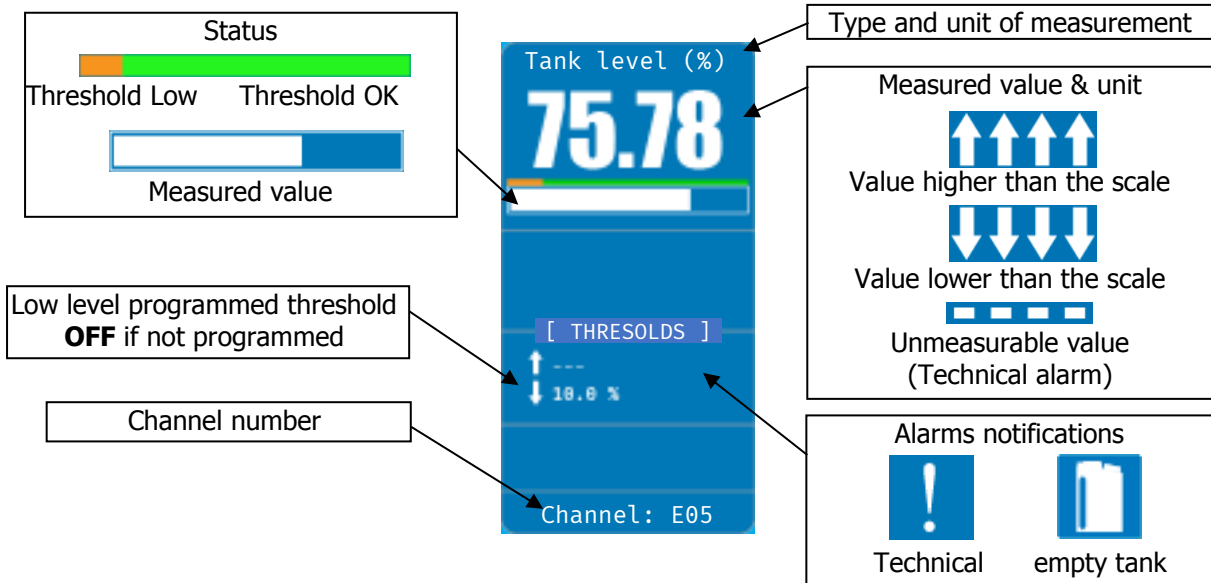 Status
Threshold Low Threshold OK
Measured value
Low level programmed threshold
OFF if not programmed
Channel number
Tank level (%)
75.78
[ THRESOLDS ]
---
10.0 %
Channel: E05
Type and unit of measurement
Measured value & unit
Value higher than the scale
Value lower than the scale
Unmeasurable value
(Technical alarm)
Alarms notifications
!
Technical empty tank